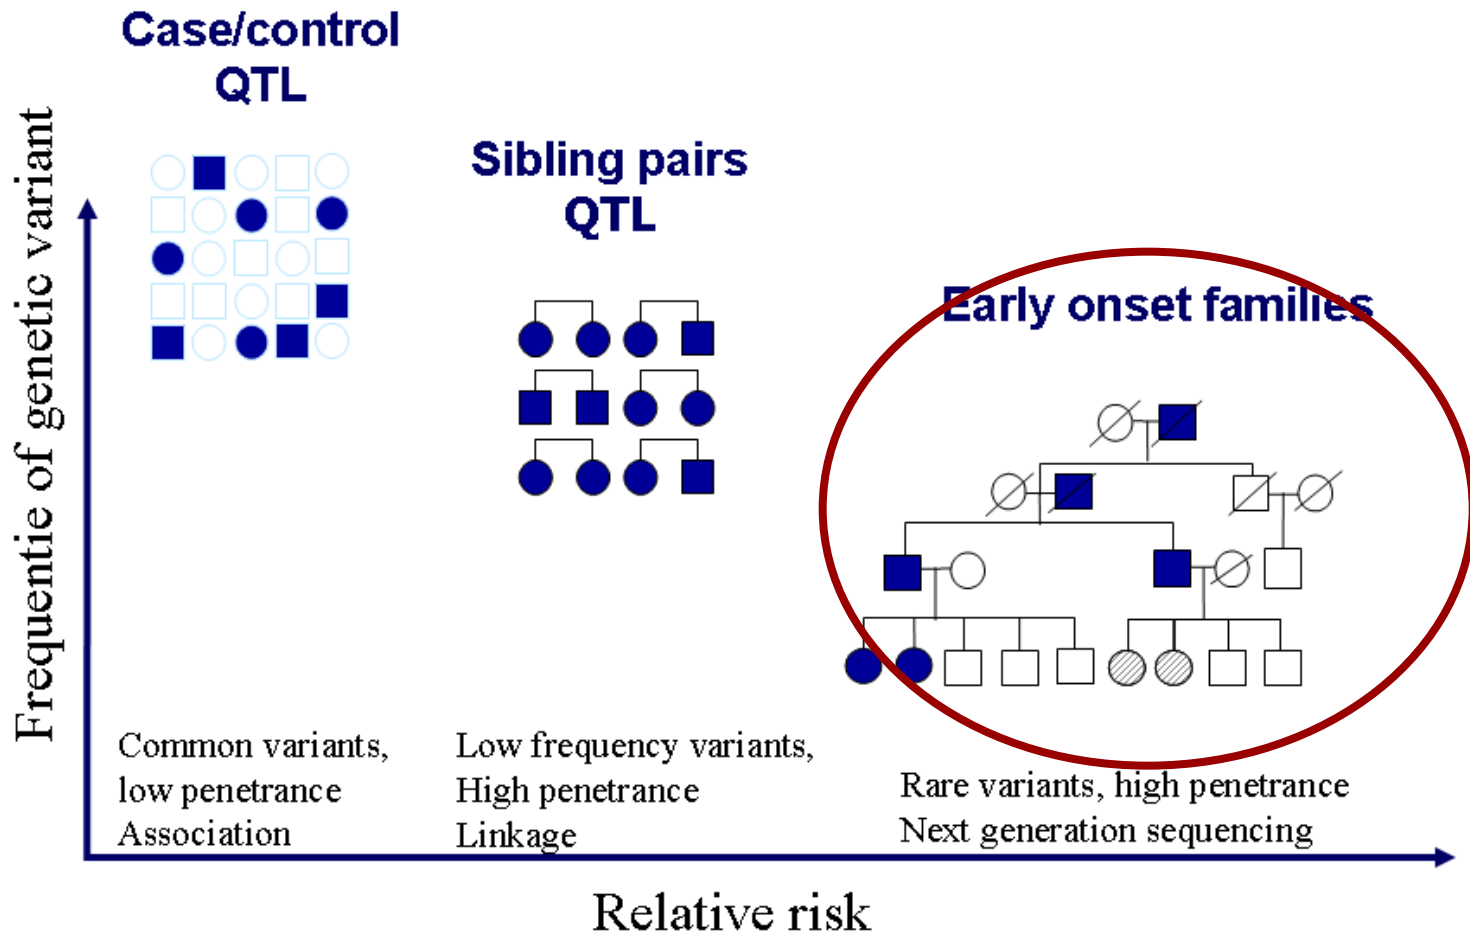 Case/control
QTL
Sibling pairs
QTL
Early onset families
Frequentie of genetic variant
Common variants,
low penetrance
Association
Low frequency variants,
High penetrance
Linkage
Rare variants, high penetrance
Next generation sequencing
Relative risk